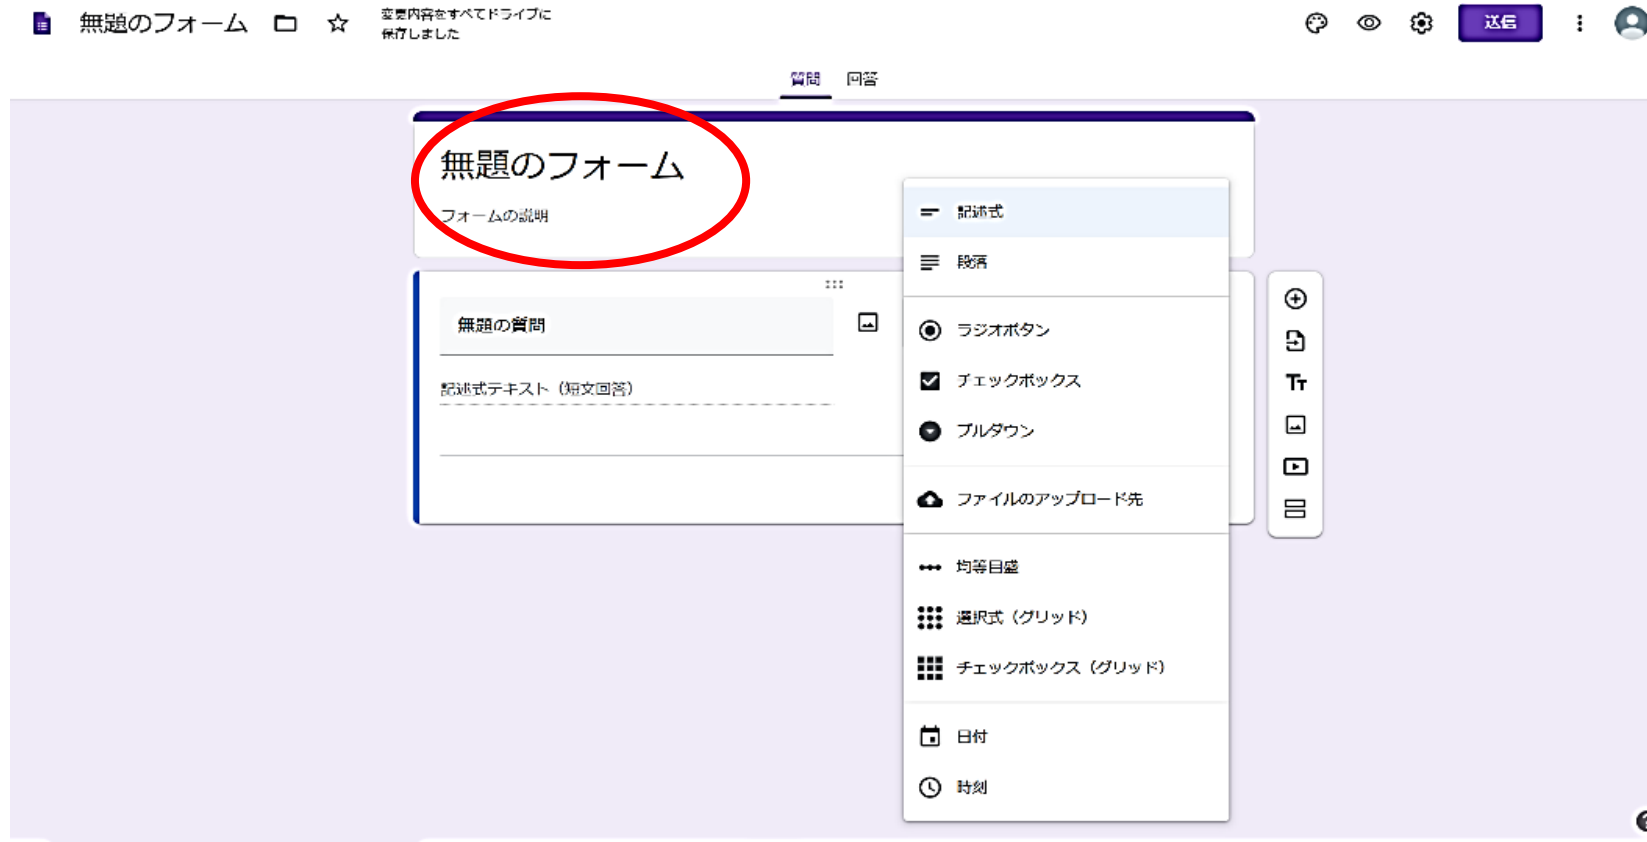 無題のフォーム
変更内容をすべてドライブに
保存しました
送信
質問 回答
無題のフォーム
フォームの説明
無題の質問
記述式テキスト（短文回答）
記述式
段落
ラジオボタン
チェックボックス
プルダウン
ファイルのアップロード先
均等目盛
選択式（グリッド）
チェックボックス（グリッド）
日付
時刻
Tт